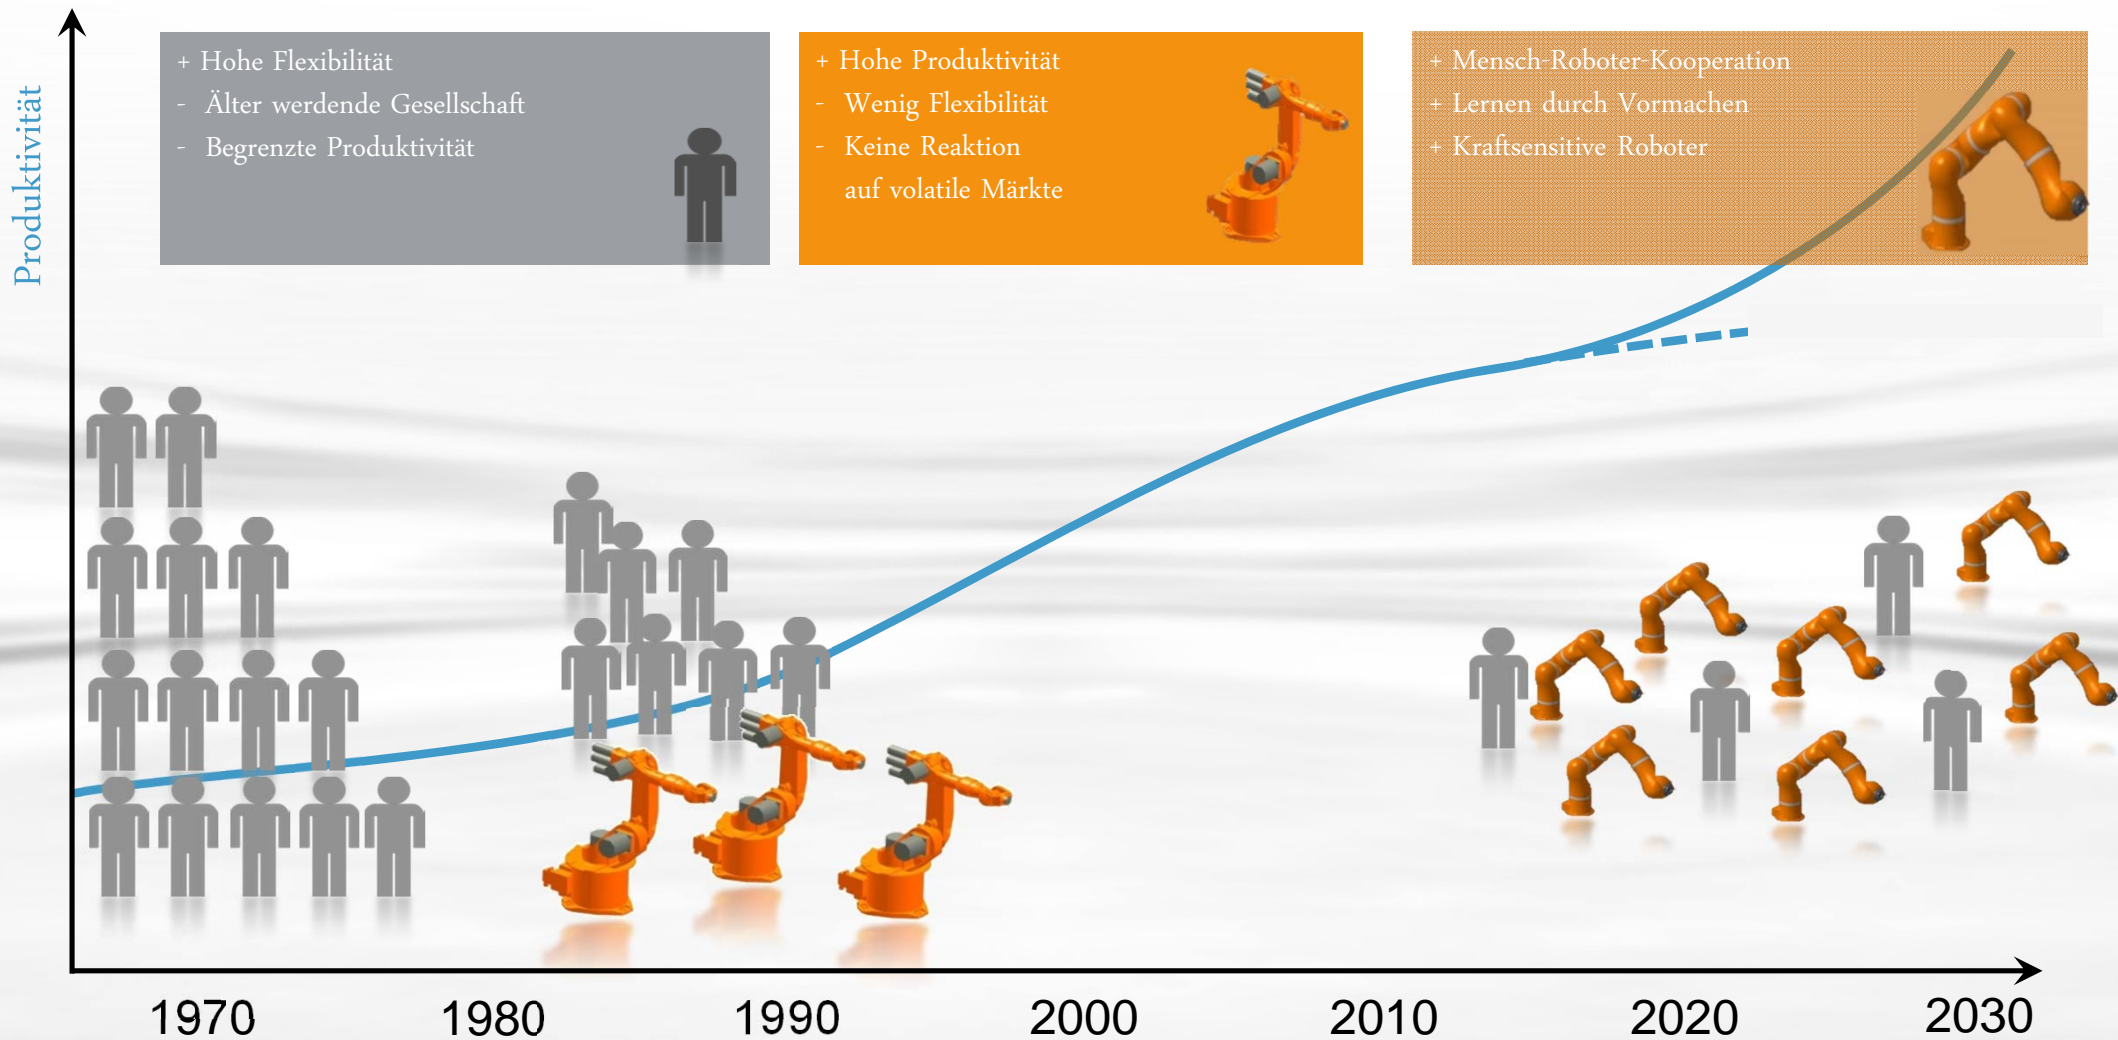 Produktivität
+ Hohe Flexibilität
- Älter werdende Gesellschaft
- Begrenzte Produktivität
+ Hohe Produktivität
- Wenig Flexibilität
- Keine Reaktion
auf volatile Märkte
+ Mensch-Roboter-Kooperation
+ Lernen durch Vormachen
+ Kraftsensitive Roboter
1970 1980 1990 2000 2010 2020 2030